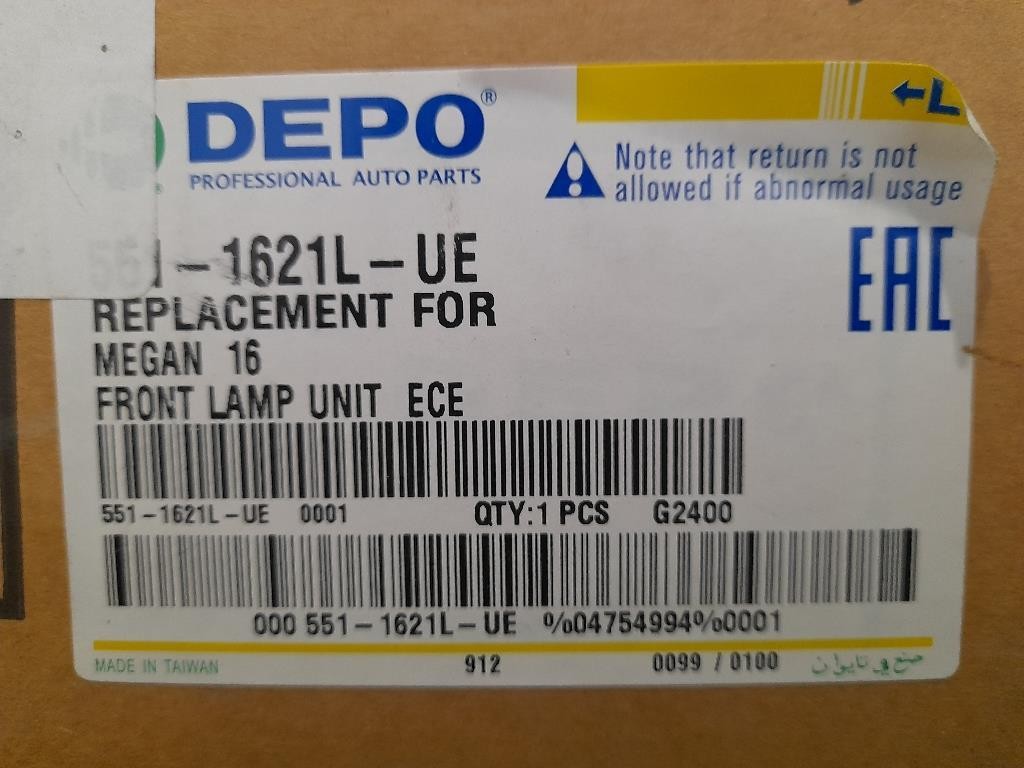 DEPO®
PROFESSIONAL AUTO PARTS
←L
Note that return is not
allowed if abnormal usage
EAC
551-1621L-UE
REPLACEMENT FOR
MEGAN 16
FRONT LAMP UNIT ECE
551-1621L-UE 0001 QTY:1 PCS G2400
000 551-1621L-UE %04754994%0001
MADE IN TAIWAN 912 0099 / 0100 صنع في تايوان